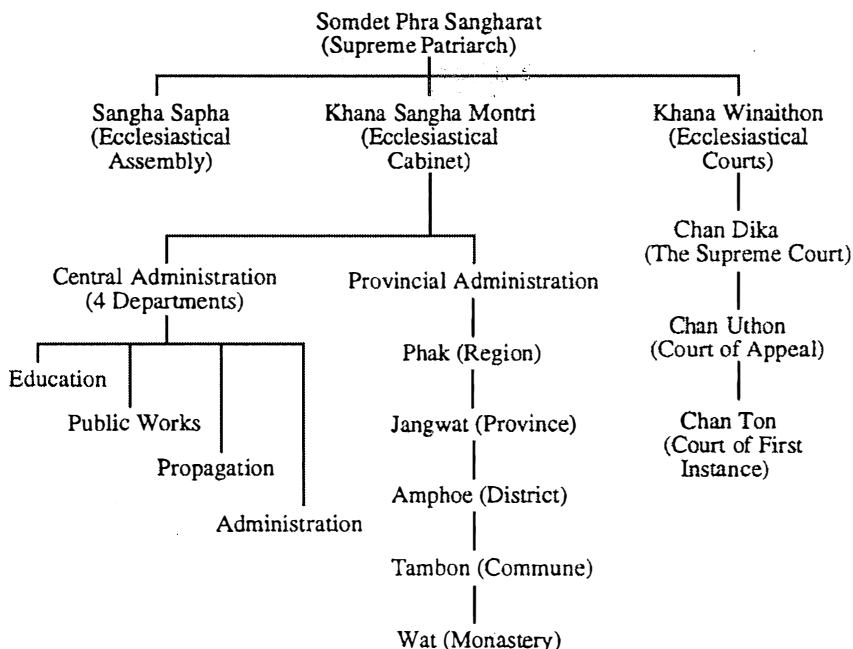 Somdet Phra Sangharat
(Supreme Patriarch)
Sangha Sapha
(Ecclesiastical
Assembly)
Khana Sangha Montri
(Ecclesiastical
Cabinet)
Khana Winaithon
(Ecclesiastical
Courts)
Central Administration
(4 Departments)
Education
Public Works
Propagation
Administration
Provincial Administration
Phak (Region)
Jangwat (Province)
Amphoe (District)
Tambon (Commune)
Wat (Monastery)
Chan Dika
(The Supreme Court)
Chan Uthon
(Court of Appeal)
Chan Ton
(Court of First
Instance)